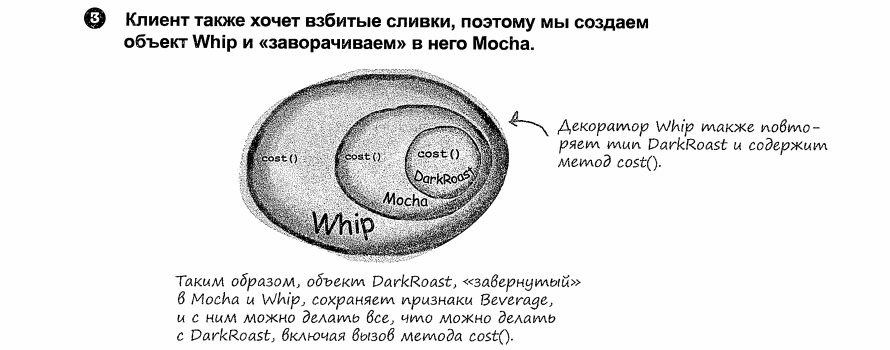 3 Клиент также хочет взбитые сливки, поэтому мы создаем
объект Whip и «заворачиваем» в него Mocha.
Декоратор Whip также повто-
ряет тип DarkRoast и содержит
метод cost().
cost()
cost()
cost()
DarkRoast
Mocha
Whip
Таким образом, объект DarkRoast, «завернутый»
в Mocha и Whip, сохраняет признаки Beverage,
и с ним можно делать все, что можно делать
с DarkRoast, включая вызов метода cost().